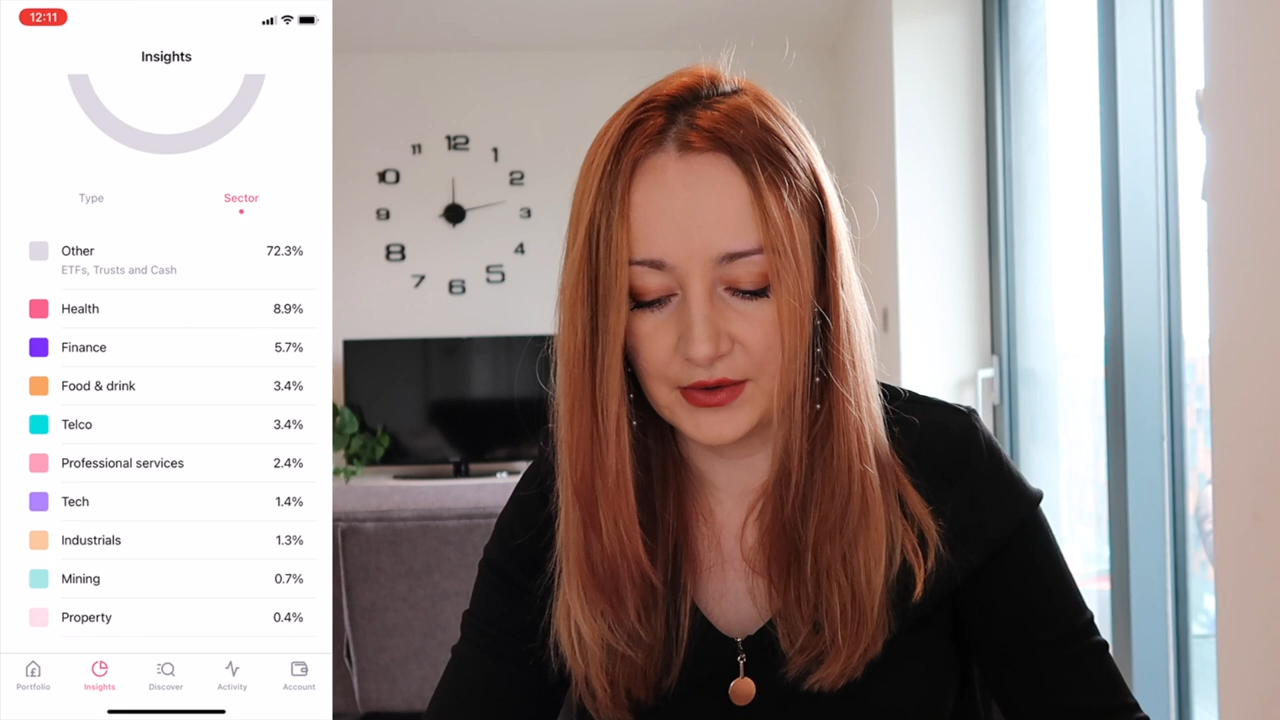 12:11
Insights
Type Sector
Other 72.3%
ETFs, Trusts and Cash
Health 8.9%
Finance 5.7%
Food & drink 3.4%
Telco 3.4%
Professional services 2.4%
Tech 1.4%
Industrials 1.3%
Mining 0.7%
Property 0.4%
Portfolio Insights Discover Activity Account
12
1
2
3
4
5
6
7
8
9
10
11